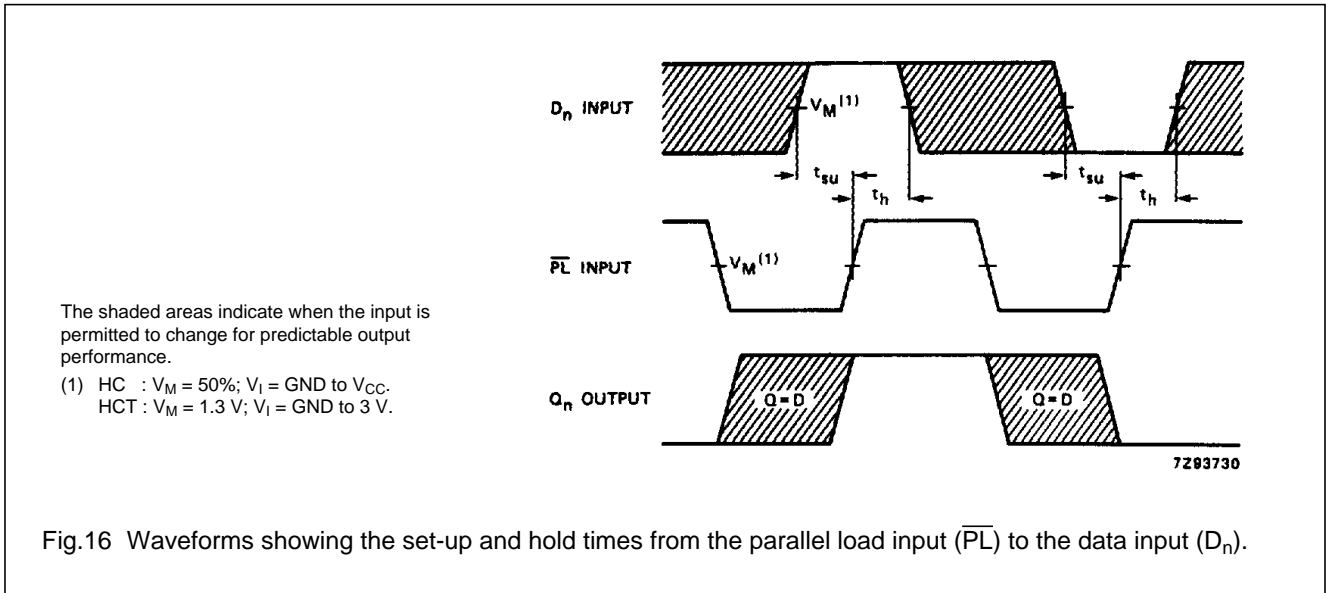 Dn INPUT
VM(1)
tsu
th
tsu
th
PL INPUT
VM(1)
The shaded areas indicate when the input is
permitted to change for predictable output
performance.
(1) HC : VM = 50%; VI = GND to VCC.
HCT : VM = 1.3 V; VI = GND to 3 V.
Qn OUTPUT
Q=D
Q=D
7Z93730
Fig.16 Waveforms showing the set-up and hold times from the parallel load input (PL) to the data input (Dn).